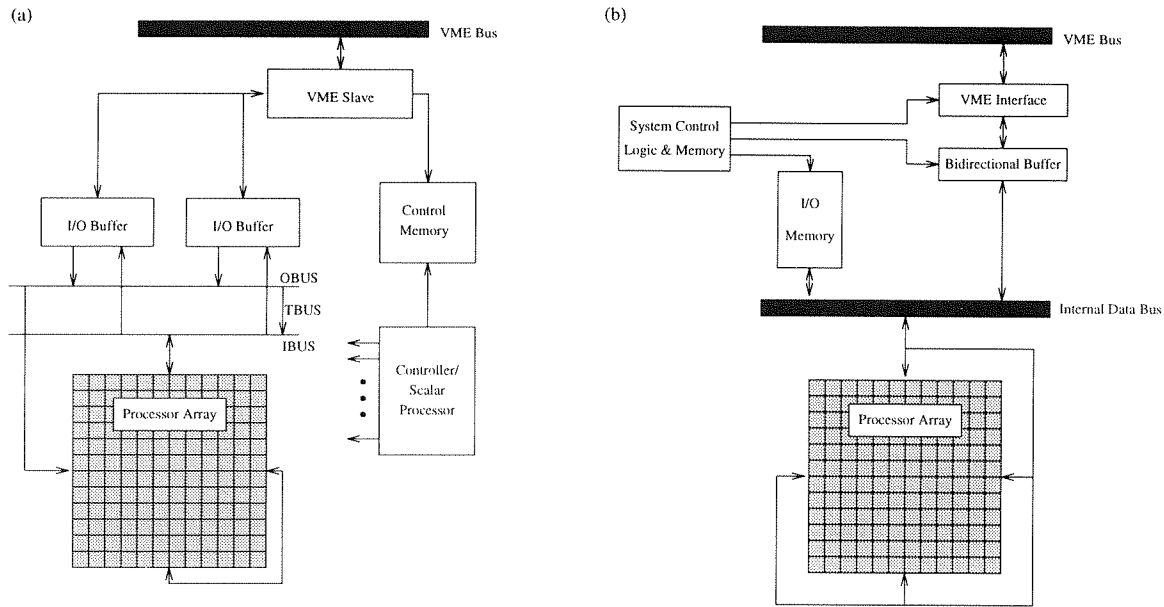 (a)
VME Bus
VME Slave
I/O Buffer
I/O Buffer
Control
Memory
OBUS
TBUS
IBUS
Controller/
Scalar
Processor
Processor Array
(b)
VME Bus
VME Interface
System Control
Logic & Memory
Bidirectional Buffer
I/O
Memory
Internal Data Bus
Processor Array